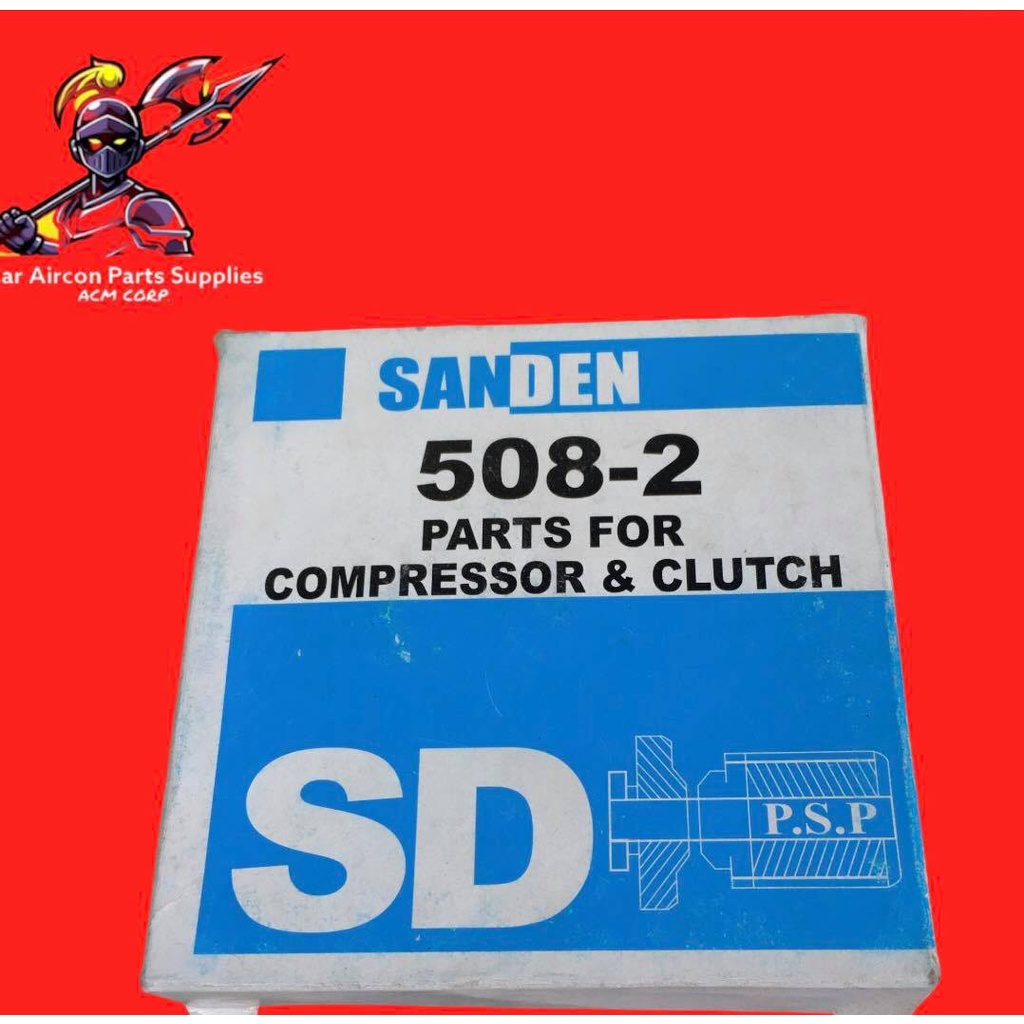 ar Aircon Parts Supplies
ACM CORP
SANDEN
508-2
PARTS FOR
COMPRESSOR & CLUTCH
SD
P.S.P